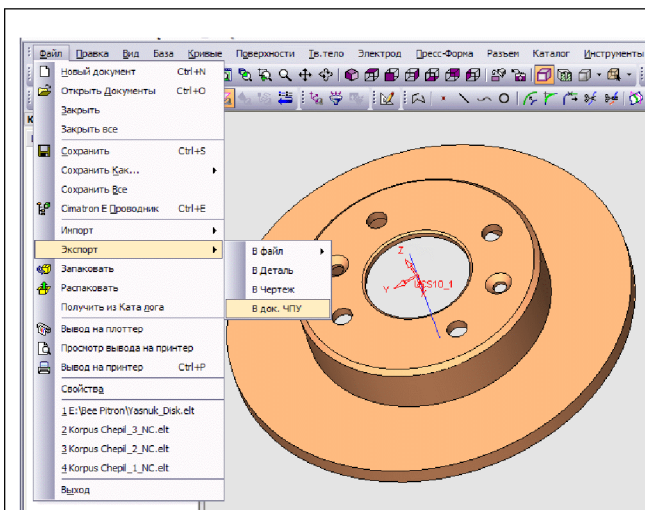 Файл Правка Вид База Кривые Поверхности Тв.тело Электрод Пресс-Форма Разъем Каталог Инструменты
Новый документ Ctrl+N
Открыть Документы Ctrl+O
Закрыть
Закрыть все
Сохранить Ctrl+S
Сохранить Как...
Сохранить Все
Cimatron E Проводник Ctrl+E
Импорт
Экспорт
В файл
В Деталь
В Чертеж
В док. ЧПУ
Запаковать
Распаковать
Получить из Ката лога
Вывод на плоттер
Просмотр вывода на принтер
Вывод на принтер Ctrl+P
Свойства
1 E:\Bee Pitron\Yasnuk_Disk.elt
2 Korpus Chepil_3_NC.elt
3 Korpus Chepil_2_NC.elt
4 Korpus Chepil_1_NC.elt
Выход
Z
Y UCS10_1